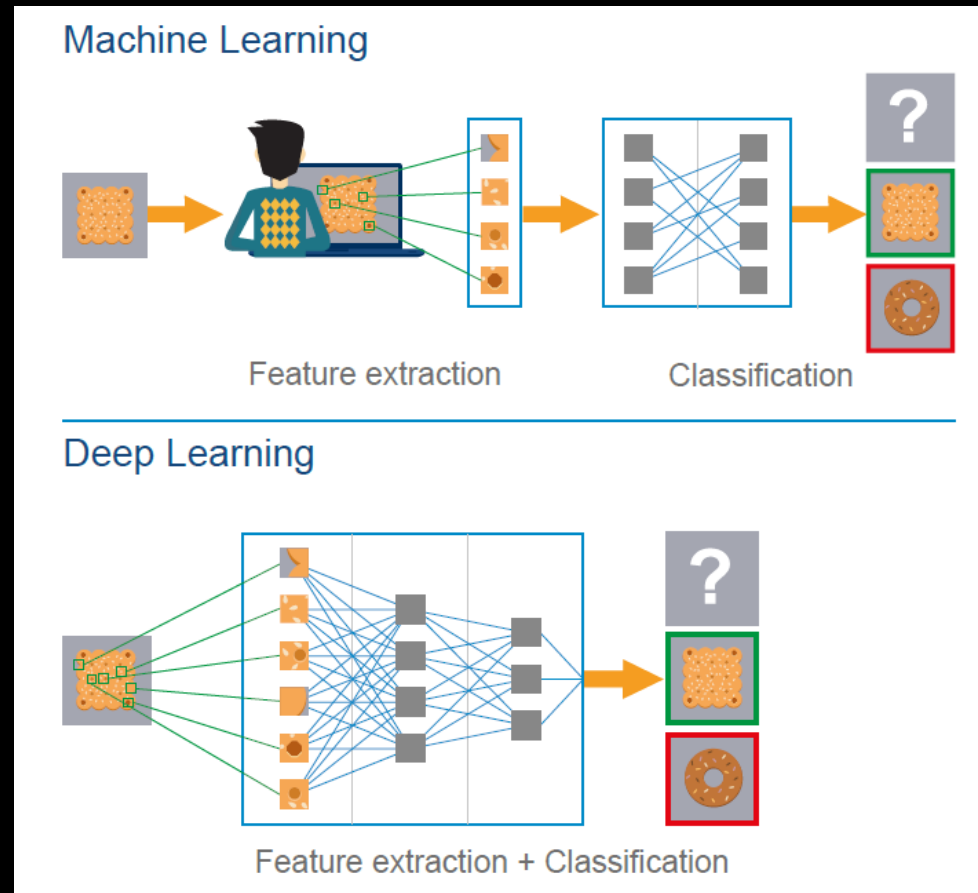 Machine Learning
?
Feature extraction
Classification
Deep Learning
?
Feature extraction + Classification